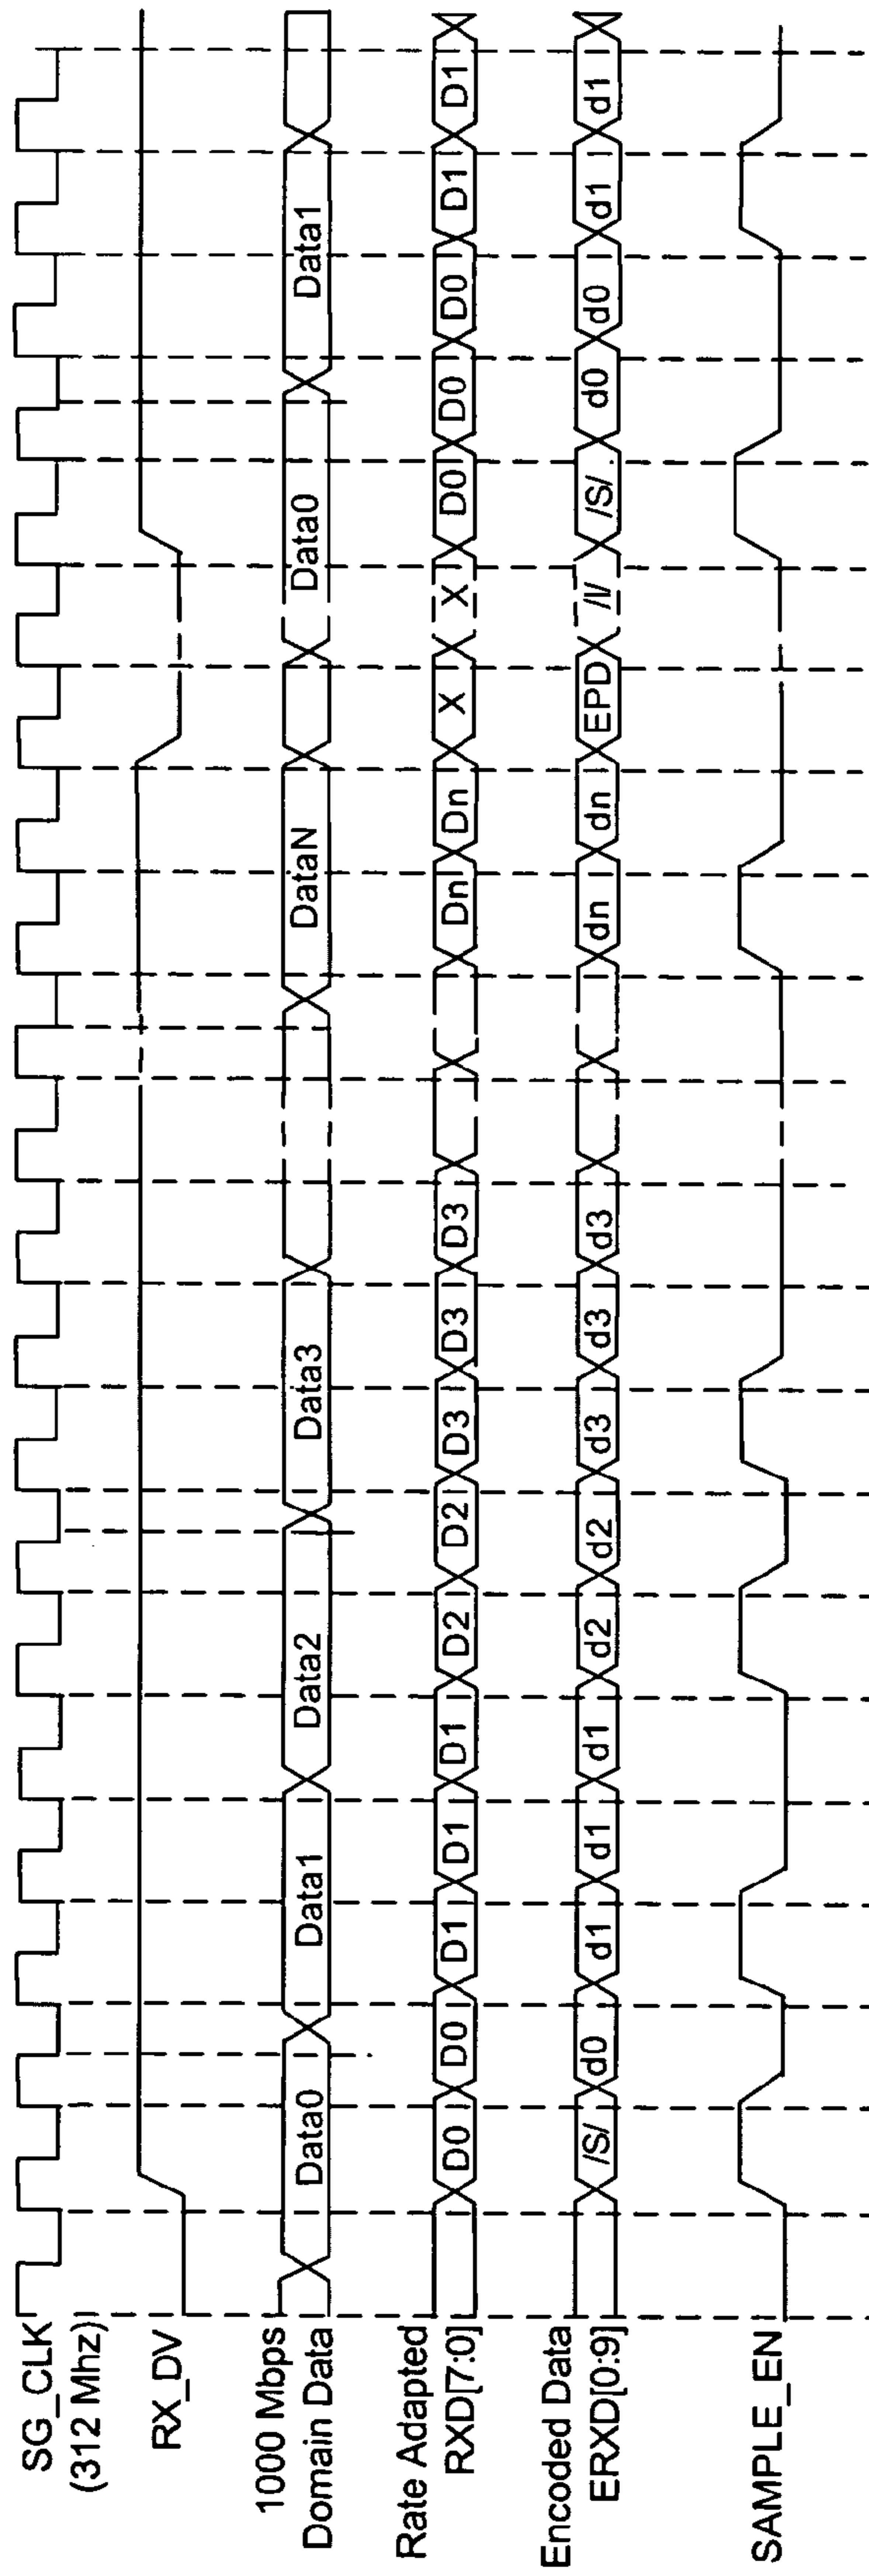 SG_CLK
(312 Mhz)
RX_DV
1000 Mbps
Domain Data
Data0 Data1 Data2 Data3 DataN Data0 Data1
Rate Adapted
RXD[7:0]
D0 D0 D1 D1 D1 D2 D2 D3 D3 D3 Dn Dn X X D0 D0 D0 D1 D1
Encoded Data
ERXD[0:9]
/S/ d0 d1 d1 d1 d2 d2 d3 d3 d3 dn dn EPD /I/ /S/ d0 d0 d1 d1
SAMPLE_EN